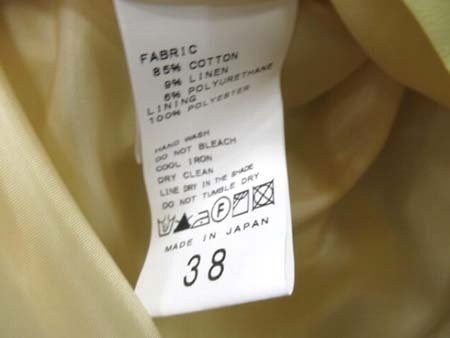 FABRIC
85% COTTON
9% LINEN
6% POLYURETHANE
LINING
100% POLYESTER
HAND WASH
DO NOT BLEACH
COOL IRON
DRY CLEAN
LINE DRY IN THE SHADE
DO NOT TUMBLE DRY
F
MADE IN JAPAN
38